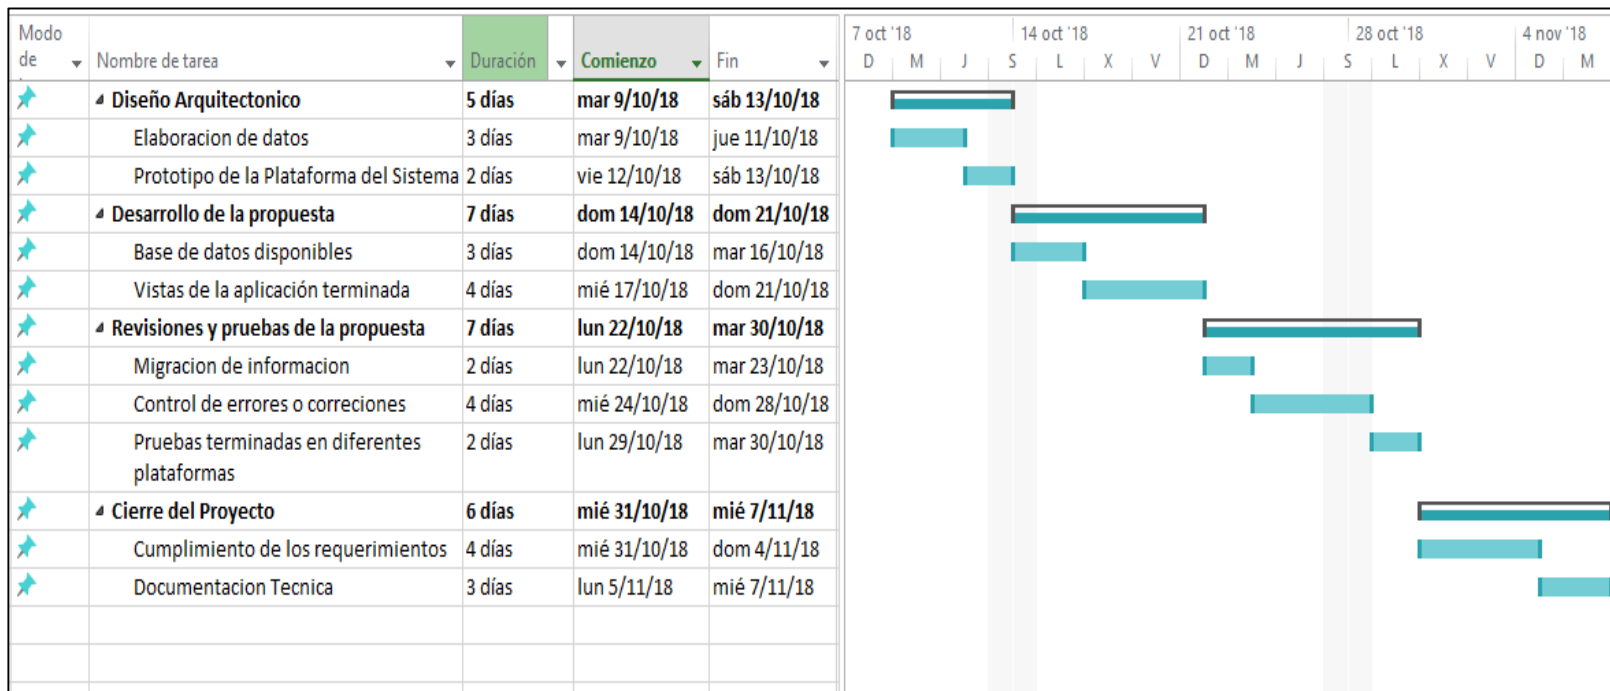 Modo de Nombre de tarea Duración Comienzo Fin
7 oct '18 14 oct '18 21 oct '18 28 oct '18 4 nov '18
D M J S L X V D M J S L X V D M
Diseño Arquitectonico 5 días mar 9/10/18 sáb 13/10/18
Elaboracion de datos 3 días mar 9/10/18 jue 11/10/18
Prototipo de la Plataforma del Sistema 2 días vie 12/10/18 sáb 13/10/18
Desarrollo de la propuesta 7 días dom 14/10/18 dom 21/10/18
Base de datos disponibles 3 días dom 14/10/18 mar 16/10/18
Vistas de la aplicación terminada 4 días mié 17/10/18 dom 21/10/18
Revisiones y pruebas de la propuesta 7 días lun 22/10/18 mar 30/10/18
Migracion de informacion 2 días lun 22/10/18 mar 23/10/18
Control de errores o correciones 4 días mié 24/10/18 dom 28/10/18
Pruebas terminadas en diferentes 2 días lun 29/10/18 mar 30/10/18
plataformas
Cierre del Proyecto 6 días mié 31/10/18 mié 7/11/18
Cumplimiento de los requerimientos 4 días mié 31/10/18 dom 4/11/18
Documentacion Tecnica 3 días lun 5/11/18 mié 7/11/18